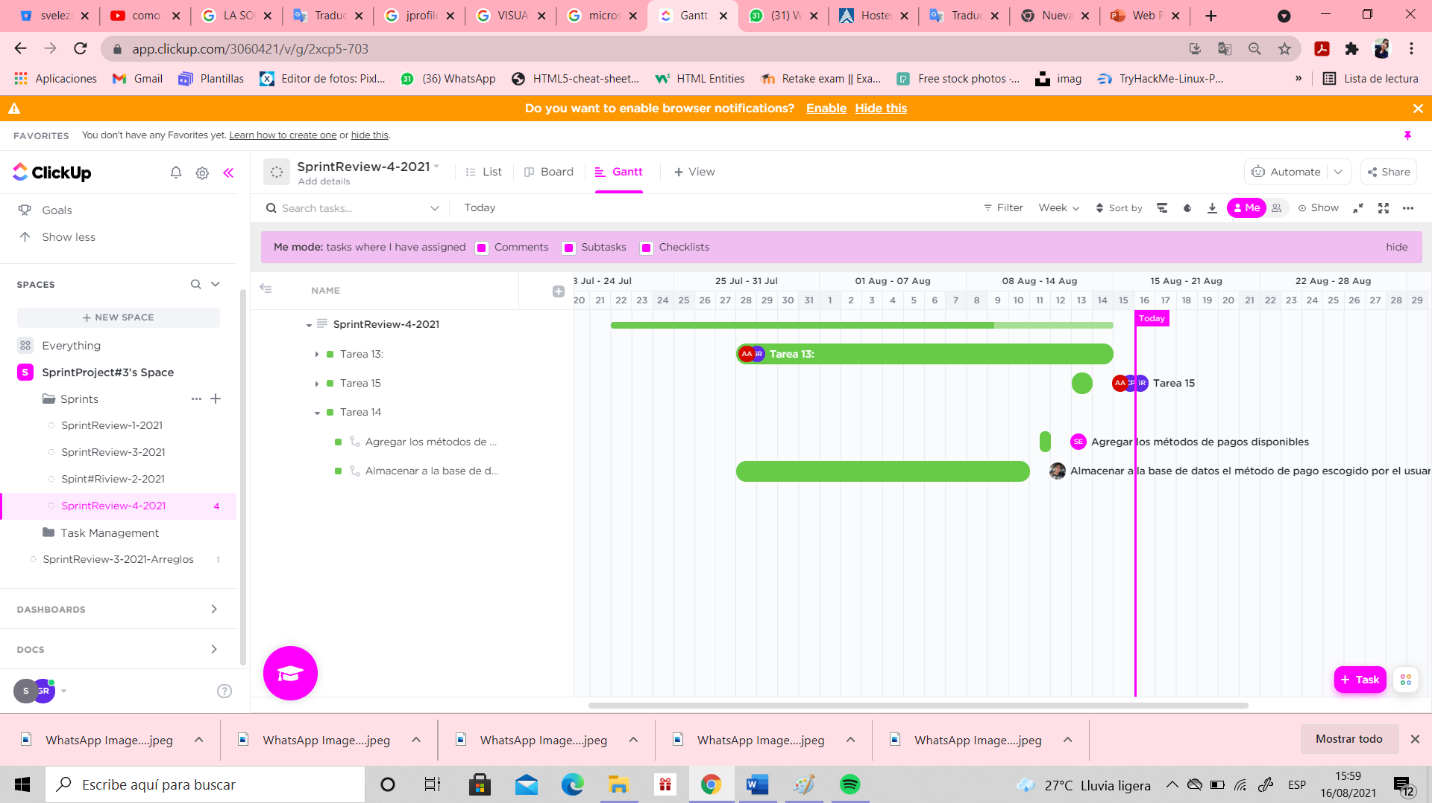 svelez
como
LA SO
Traduc
jprofile
VISUA
micros
Gantt
(31) W
Hoster
Traduc
Nueva
Web F
app.clickup.com/3060421/v/g/2xcp5-703
Aplicaciones
Gmail
Plantillas
Editor de fotos: Pixl...
(36) WhatsApp
HTML5-cheat-sheet...
HTML Entities
Retake exam || Exa...
Free stock photos ·...
imag
TryHackMe-Linux-P...
»
Lista de lectura
Do you want to enable browser notifications? Enable Hide this
FAVORITES You don't have any Favorites yet. Learn how to create one or hide this.
ClickUp
SprintReview-4-2021
Add details
List
Board
Gantt
+ View
Automate
Share
Goals
Show less
Search tasks...
Today
Filter
Week
Sort by
Me
Show
Me mode: tasks where I have assigned Comments Subtasks Checklists
hide
SPACES
+ NEW SPACE
Everything
S SprintProject#3's Space
Sprints
SprintReview-1-2021
SprintReview-3-2021
Spint#Riview-2-2021
SprintReview-4-2021 4
Task Management
SprintReview-3-2021-Arreglos 1
DASHBOARDS
DOCS
S GR
NAME
8 Jul - 24 Jul
25 Jul - 31 Jul
01 Aug - 07 Aug
08 Aug - 14 Aug
15 Aug - 21 Aug
22 Aug - 28 Aug
20 21 22 23 24 25 26 27 28 29 30 31 1 2 3 4 5 6 7 8 9 10 11 12 13 14 15 16 17 18 19 20 21 22 23 24 25 26 27 28 29
Today
SprintReview-4-2021
Tarea 13:
AA GR Tarea 13:
Tarea 15
AA CP GR Tarea 15
Tarea 14
Agregar los métodos de ...
SE Agregar los métodos de pagos disponibles
Almacenar a la base de d...
Almacenar a la base de datos el método de pago escogido por el usuar
+ Task
WhatsApp Image....jpeg
WhatsApp Image....jpeg
WhatsApp Image....jpeg
WhatsApp Image....jpeg
WhatsApp Image....jpeg
Mostrar todo
Escribe aquí para buscar
27°C Lluvia ligera
ESP
15:59
16/08/2021
12